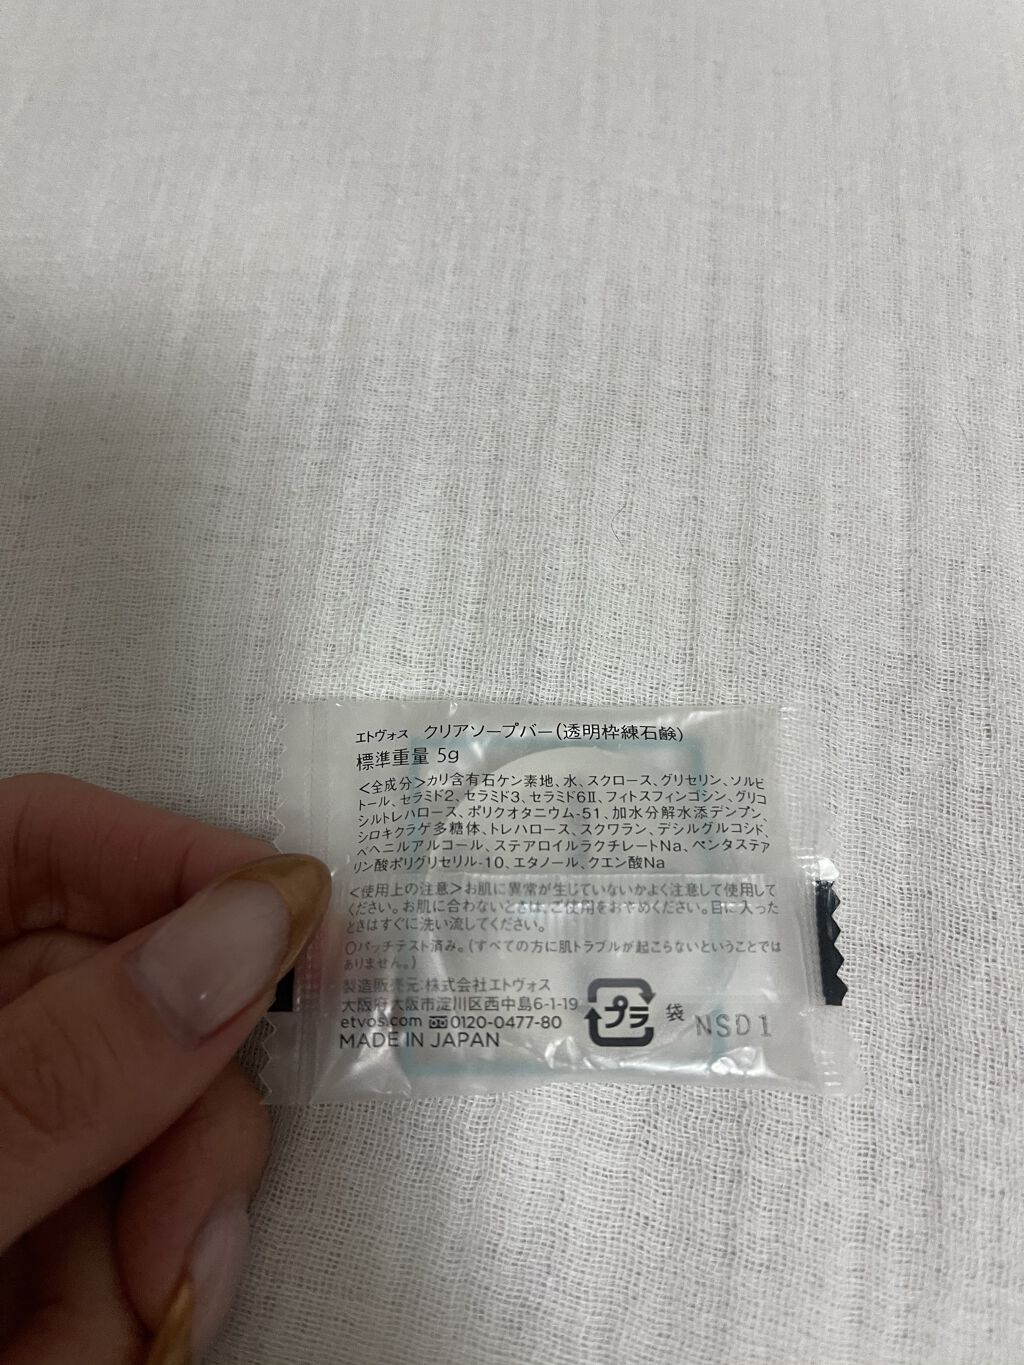 エトヴォス クリアソープバー(透明枠練石鹸)
標準重量 5g
<全成分>カリ含有石ケン素地、水、スクロース、グリセリン、ソルビ
トール、セラミド2、セラミド3、セラミド6Ⅱ、フィトスフィンゴシン、グリコ
シルトレハロース、ポリクオタニウム-51、加水分解水添デンプン、
シロキクラゲ多糖体、トレハロース、スクワラン、デシルグルコシド、
ベヘニルアルコール、ステアロイルラクチレートNa、ペンタステア
リン酸ポリグリセリル-10、エタノール、クエン酸Na
<使用上の注意>お肌に異常が生じていないかよく注意して使用して
ください。お肌に合わないときは、ご使用をおやめください。目に入った
ときはすぐに洗い流してください。
○パッチテスト済み。(すべての方に肌トラブルが起こらないということでは
ありません。)
製造販売元:株式会社エトヴォス
大阪府大阪市淀川区西中島6-1-19
etvos.com 0120-0477-80
MADE IN JAPAN
プラ 袋 NSD1